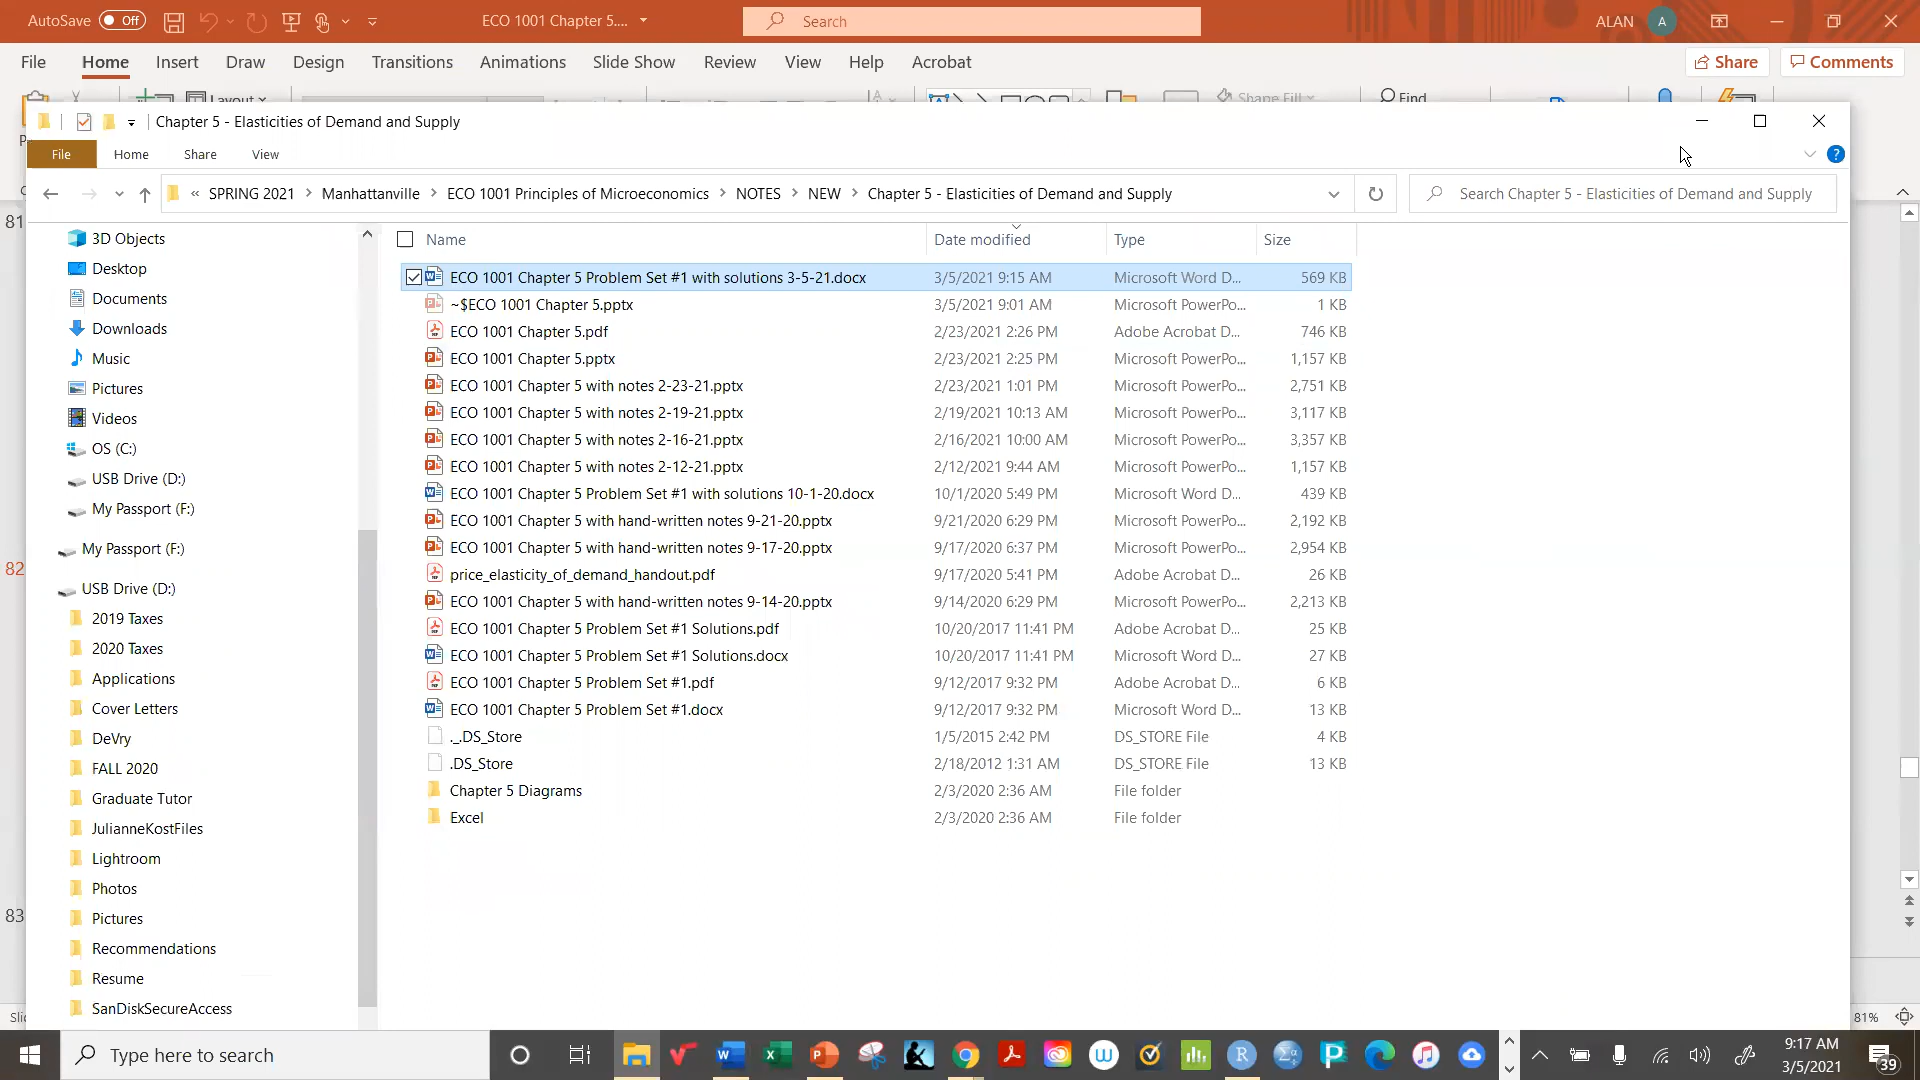 AutoSave Off ECO 1001 Chapter 5.... Search ALAN A
File Home Insert Draw Design Transitions Animations Slide Show Review View Help Acrobat Share Comments
Layout Shape Fill Find
Chapter 5 - Elasticities of Demand and Supply
File Home Share View
« SPRING 2021 > Manhattanville > ECO 1001 Principles of Microeconomics > NOTES > NEW > Chapter 5 - Elasticities of Demand and Supply Search Chapter 5 - Elasticities of Demand and Supply
81
82
83
3D Objects
Desktop
Documents
Downloads
Music
Pictures
Videos
OS (C:)
USB Drive (D:)
My Passport (F:)
My Passport (F:)
USB Drive (D:)
2019 Taxes
2020 Taxes
Applications
Cover Letters
DeVry
FALL 2020
Graduate Tutor
JulianneKostFiles
Lightroom
Photos
Pictures
Recommendations
Resume
SanDiskSecureAccess
Name Date modified Type Size
ECO 1001 Chapter 5 Problem Set #1 with solutions 3-5-21.docx 3/5/2021 9:15 AM Microsoft Word D... 569 KB
~$ECO 1001 Chapter 5.pptx 3/5/2021 9:01 AM Microsoft PowerPo... 1 KB
ECO 1001 Chapter 5.pdf 2/23/2021 2:26 PM Adobe Acrobat D... 746 KB
ECO 1001 Chapter 5.pptx 2/23/2021 2:25 PM Microsoft PowerPo... 1,157 KB
ECO 1001 Chapter 5 with notes 2-23-21.pptx 2/23/2021 1:01 PM Microsoft PowerPo... 2,751 KB
ECO 1001 Chapter 5 with notes 2-19-21.pptx 2/19/2021 10:13 AM Microsoft PowerPo... 3,117 KB
ECO 1001 Chapter 5 with notes 2-16-21.pptx 2/16/2021 10:00 AM Microsoft PowerPo... 3,357 KB
ECO 1001 Chapter 5 with notes 2-12-21.pptx 2/12/2021 9:44 AM Microsoft PowerPo... 1,157 KB
ECO 1001 Chapter 5 Problem Set #1 with solutions 10-1-20.docx 10/1/2020 5:49 PM Microsoft Word D... 439 KB
ECO 1001 Chapter 5 with hand-written notes 9-21-20.pptx 9/21/2020 6:29 PM Microsoft PowerPo... 2,192 KB
ECO 1001 Chapter 5 with hand-written notes 9-17-20.pptx 9/17/2020 6:37 PM Microsoft PowerPo... 2,954 KB
price_elasticity_of_demand_handout.pdf 9/17/2020 5:41 PM Adobe Acrobat D... 26 KB
ECO 1001 Chapter 5 with hand-written notes 9-14-20.pptx 9/14/2020 6:29 PM Microsoft PowerPo... 2,213 KB
ECO 1001 Chapter 5 Problem Set #1 Solutions.pdf 10/20/2017 11:41 PM Adobe Acrobat D... 25 KB
ECO 1001 Chapter 5 Problem Set #1 Solutions.docx 10/20/2017 11:41 PM Microsoft Word D... 27 KB
ECO 1001 Chapter 5 Problem Set #1.pdf 9/12/2017 9:32 PM Adobe Acrobat D... 6 KB
ECO 1001 Chapter 5 Problem Set #1.docx 9/12/2017 9:32 PM Microsoft Word D... 13 KB
._.DS_Store 1/5/2015 2:42 PM DS_STORE File 4 KB
.DS_Store 2/18/2012 1:31 AM DS_STORE File 13 KB
Chapter 5 Diagrams 2/3/2020 2:36 AM File folder
Excel 2/3/2020 2:36 AM File folder
81%
Type here to search 9:17 AM
3/5/2021 39